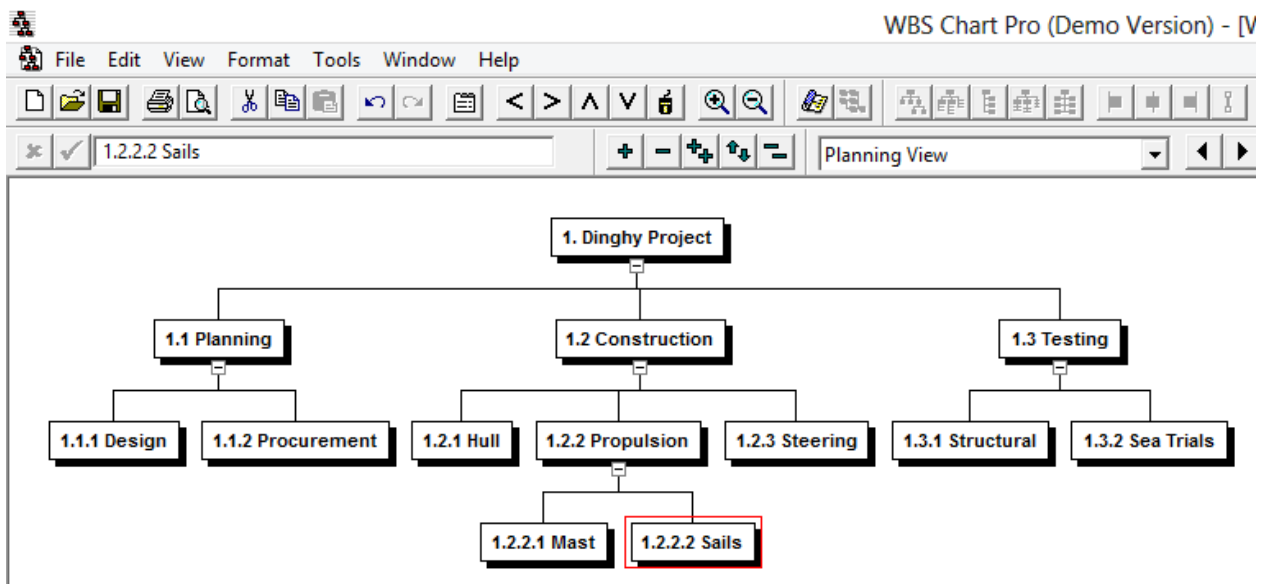 WBS Chart Pro (Demo Version) - [W
File Edit View Format Tools Window Help
1.2.2.2 Sails
Planning View
1. Dinghy Project
1.1 Planning
1.2 Construction
1.3 Testing
1.1.1 Design
1.1.2 Procurement
1.2.1 Hull
1.2.2 Propulsion
1.2.3 Steering
1.3.1 Structural
1.3.2 Sea Trials
1.2.2.1 Mast
1.2.2.2 Sails